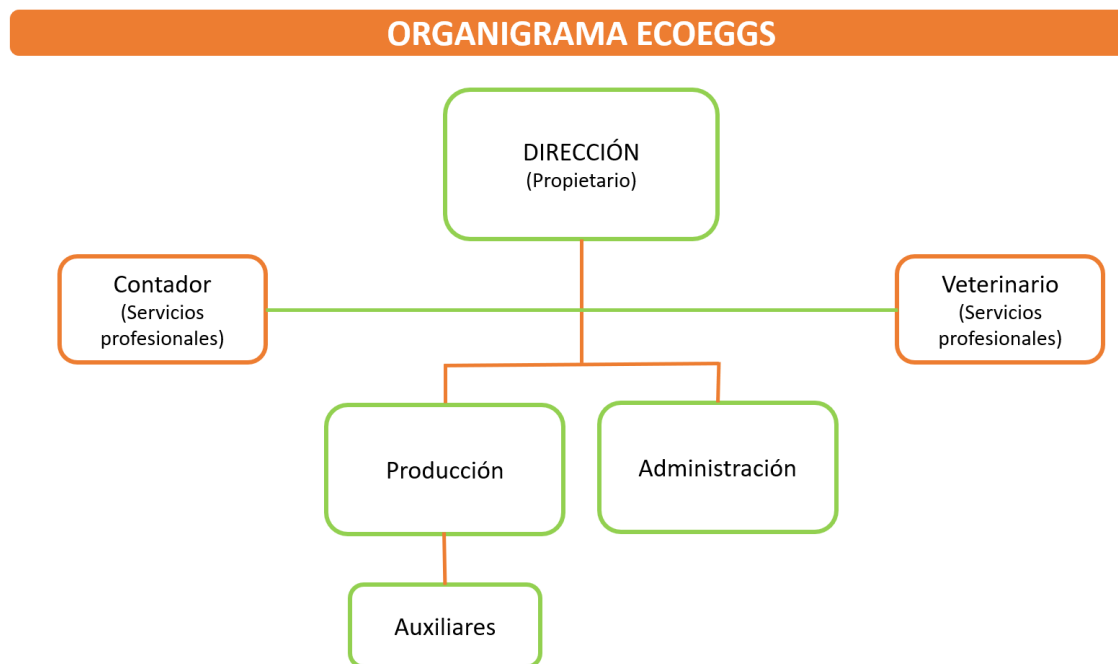 ORGANIGRAMA ECOEGGS
DIRECCIÓN
(Propietario)
Contador
(Servicios
profesionales)
Veterinario
(Servicios
profesionales)
Producción
Administración
Auxiliares